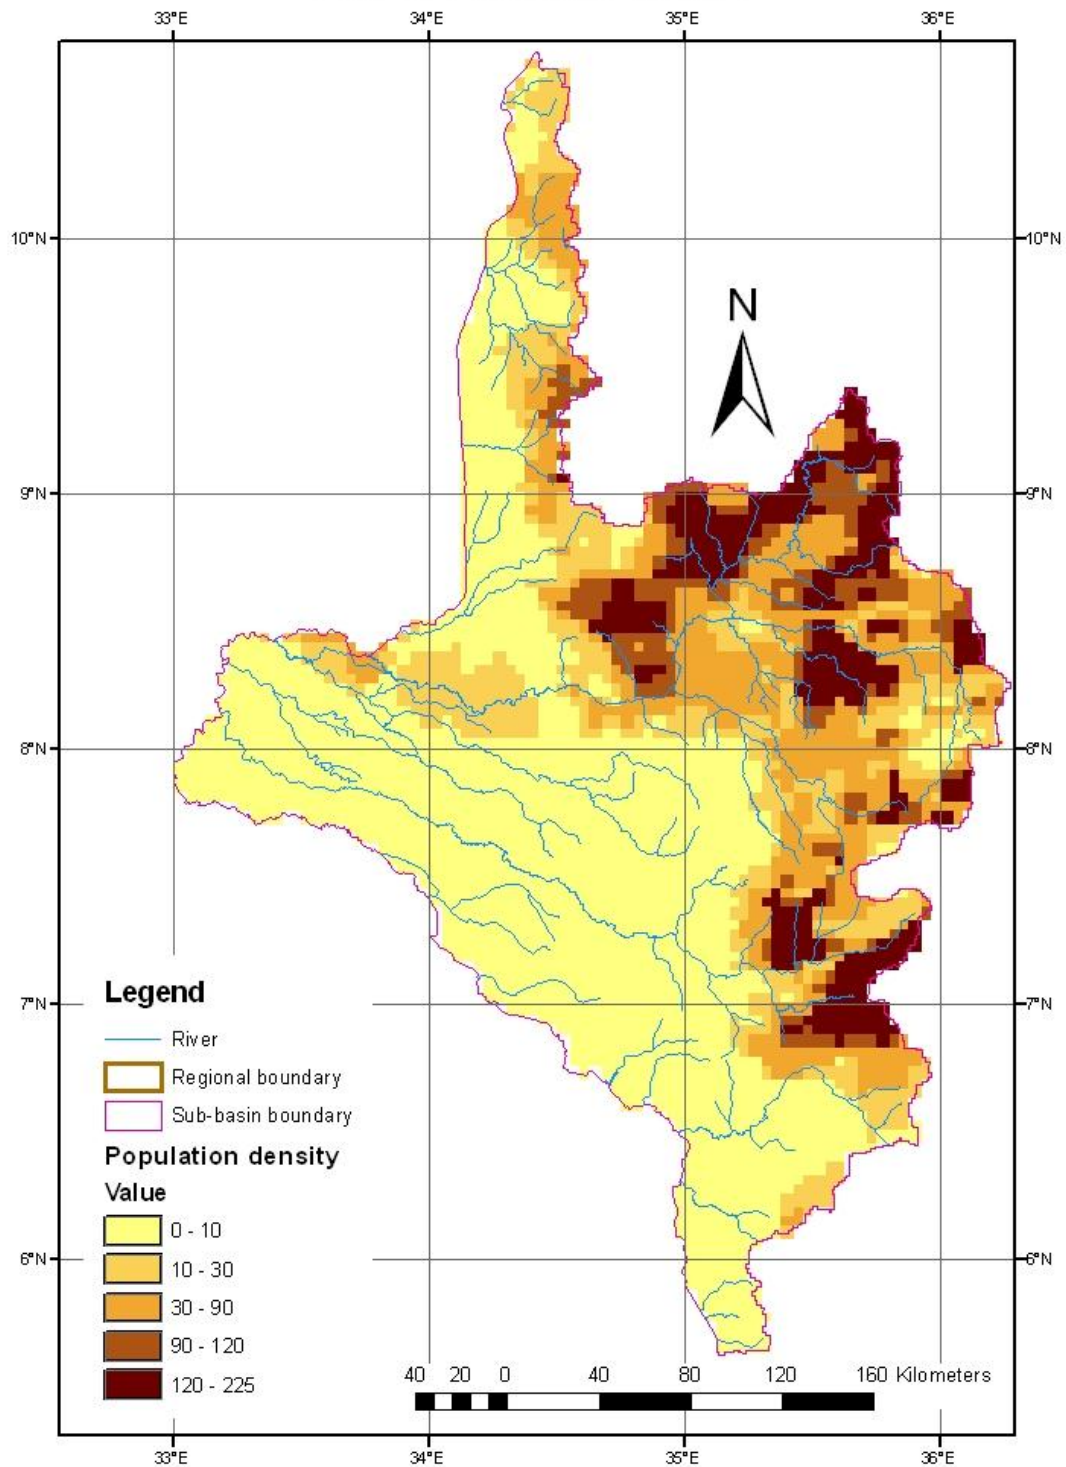 33°E 34°E 35°E 36°E
N
10°N 10°N
9°N 9°N
8°N 8°N
7°N 7°N
6°N 6°N
Legend
River
Regional boundary
Sub-basin boundary
Population density
Value
0 - 10
10 - 30
30 - 90
90 - 120
120 - 225
40 20 0 40 80 120 160 Kilometers
33°E 34°E 35°E 36°E